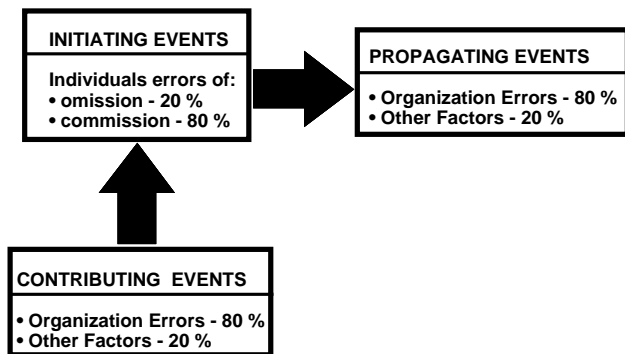 INITIATING EVENTS
Individuals errors of:
• omission - 20 %
• commission - 80 %
PROPAGATING EVENTS
• Organization Errors - 80 %
• Other Factors - 20 %
CONTRIBUTING EVENTS
• Organization Errors - 80 %
• Other Factors - 20 %